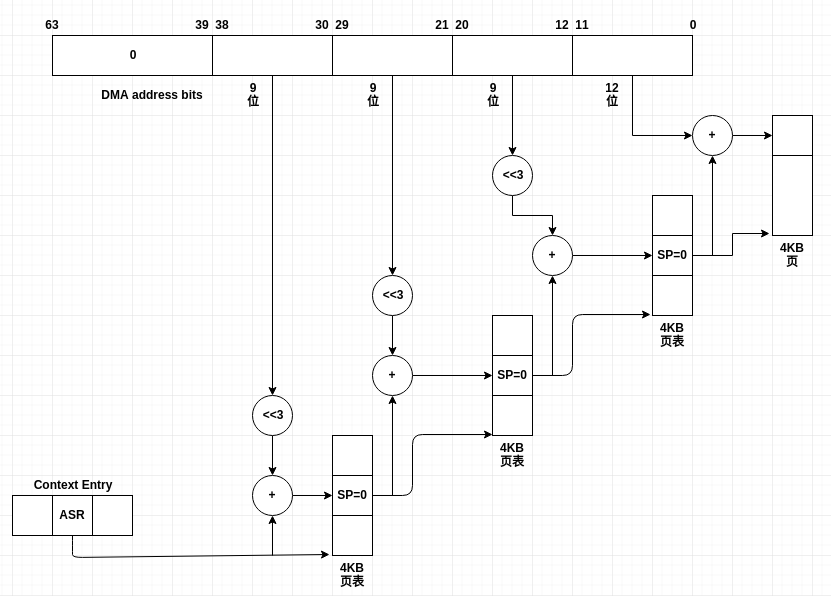 63
39
38
30
29
21
20
12
11
0
0
DMA address bits
9
位
9
位
9
位
12
位
+
<<3
4KB
页
+
SP=0
<<3
4KB
页表
+
SP=0
<<3
4KB
页表
Context Entry
ASR
+
SP=0
4KB
页表